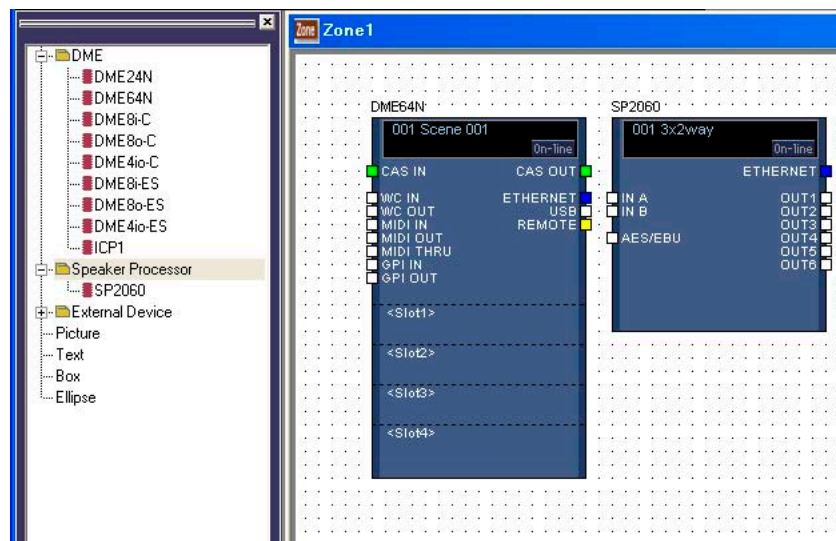 DME
DME24N
DME64N
DME8i-C
DME8o-C
DME4io-C
DME8i-ES
DME8o-ES
DME4io-ES
ICP1
Speaker Processor
SP2060
External Device
Picture
Text
Box
Ellipse
Zone Zone1
DME64N
001 Scene 001
On-line
CAS IN CAS OUT
WC IN ETHERNET
WC OUT USB
MIDI IN REMOTE
MIDI OUT
MIDI THRU
GPI IN
GPI OUT
<Slot1>
<Slot2>
<Slot3>
<Slot4>
SP2060
001 3x2way
On-line
ETHERNET
IN A OUT1
IN B OUT2
OUT3
AES/EBU OUT4
OUT5
OUT6